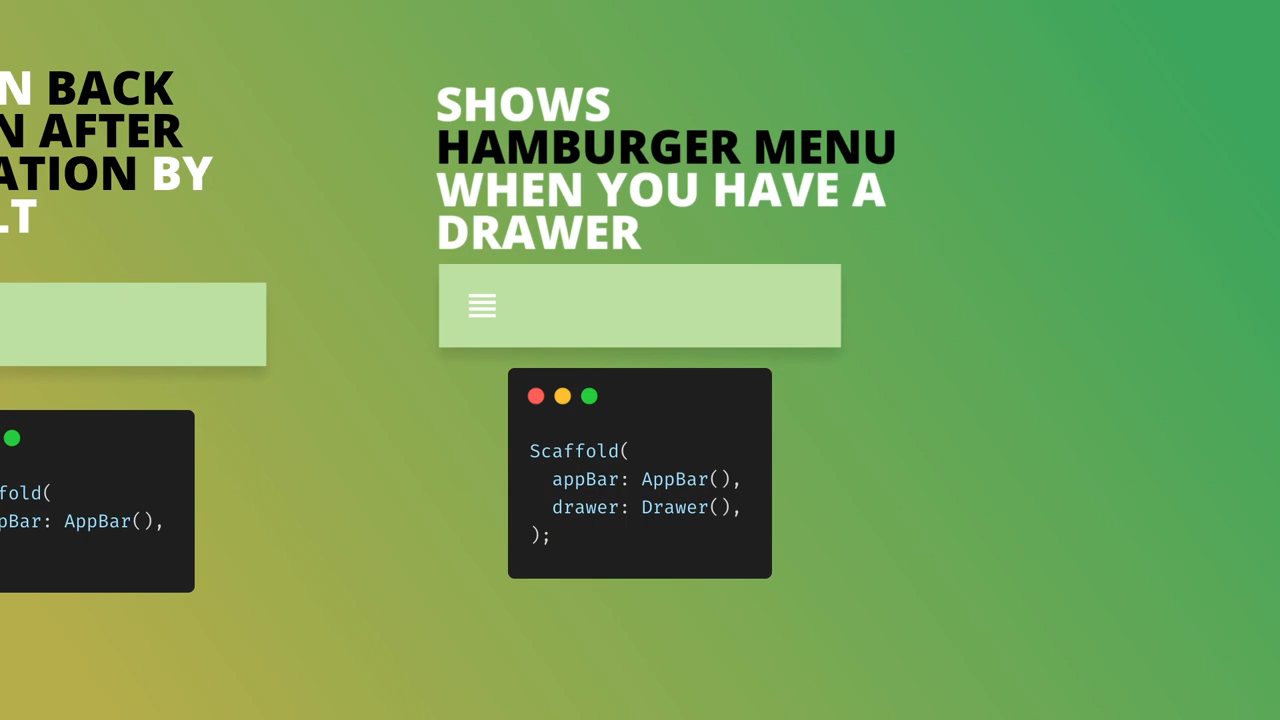 N BACK
N AFTER
ATION BY
LT
fold(
pBar: AppBar(),
SHOWS
HAMBURGER MENU
WHEN YOU HAVE A
DRAWER
Scaffold(
appBar: AppBar(),
drawer: Drawer(),
);